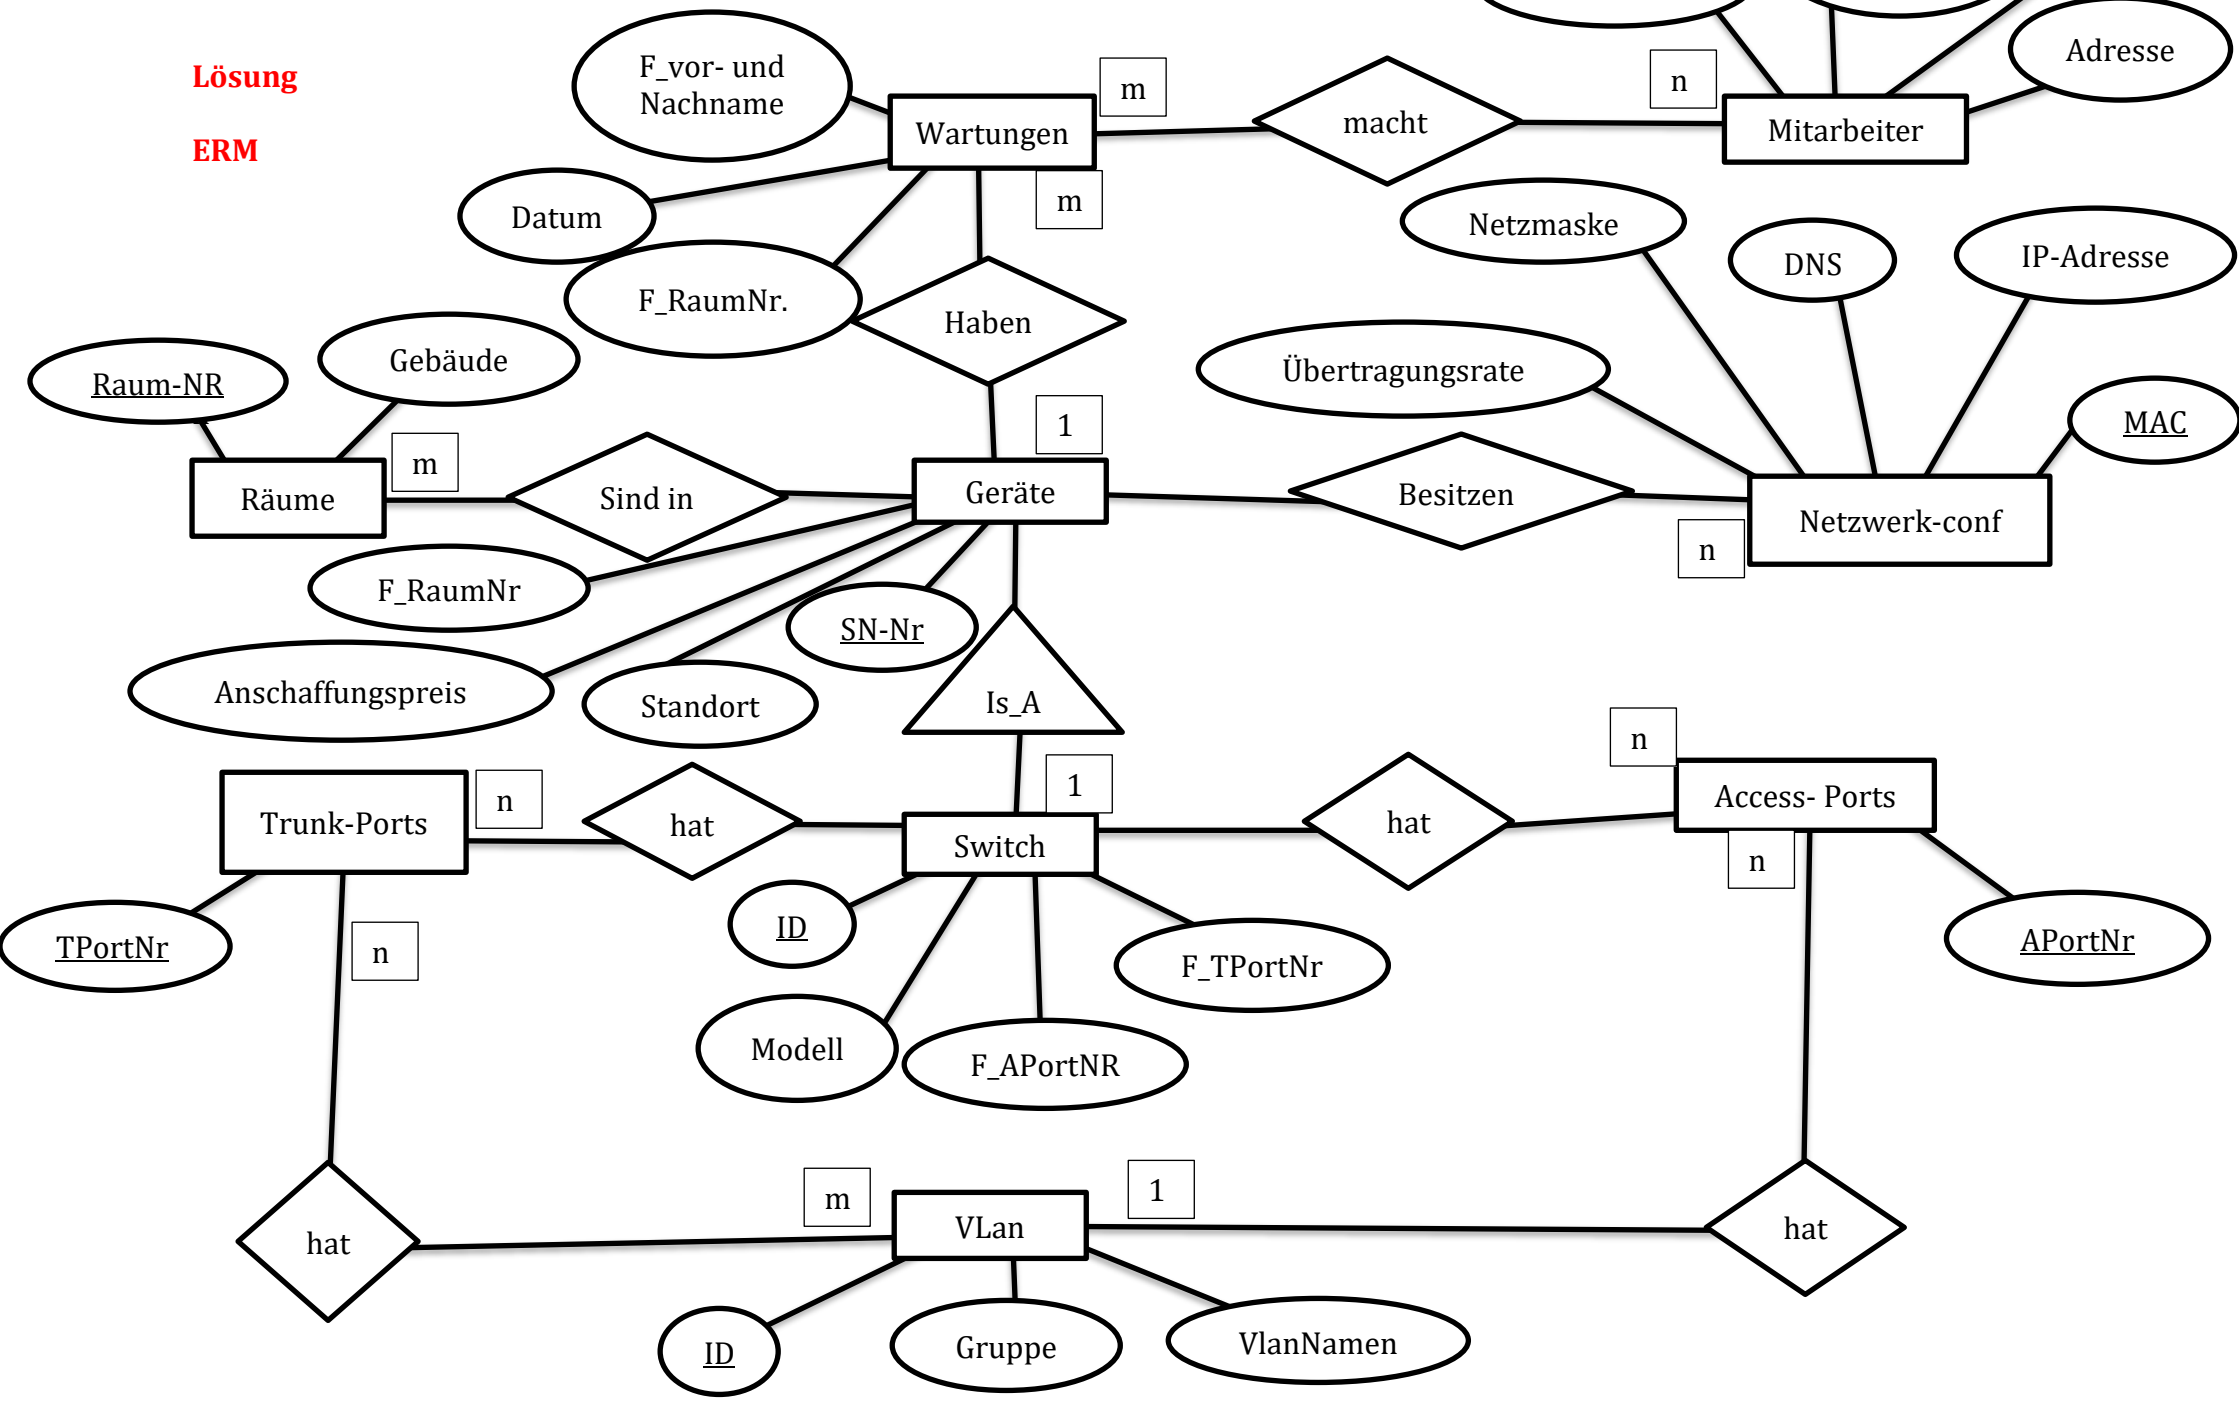 Lösung
ERM
F_vor- und
Nachname
Wartungen
m
macht
n
Mitarbeiter
Adresse
Datum
m
F_RaumNr.
Haben
Netzmaske
DNS
IP-Adresse
MAC
Übertragungsrate
Raum-NR
Gebäude
Räume
m
Sind in
1
Geräte
Besitzen
n
Netzwerk-conf
F_RaumNr
SN-Nr
Anschaffungspreis
Standort
Is_A
Trunk-Ports
n
hat
1
Switch
hat
n
Access- Ports
n
TPortNr
n
ID
F_TPortNr
APortNr
Modell
F_APortNR
hat
m
VLan
1
hat
ID
Gruppe
VlanNamen